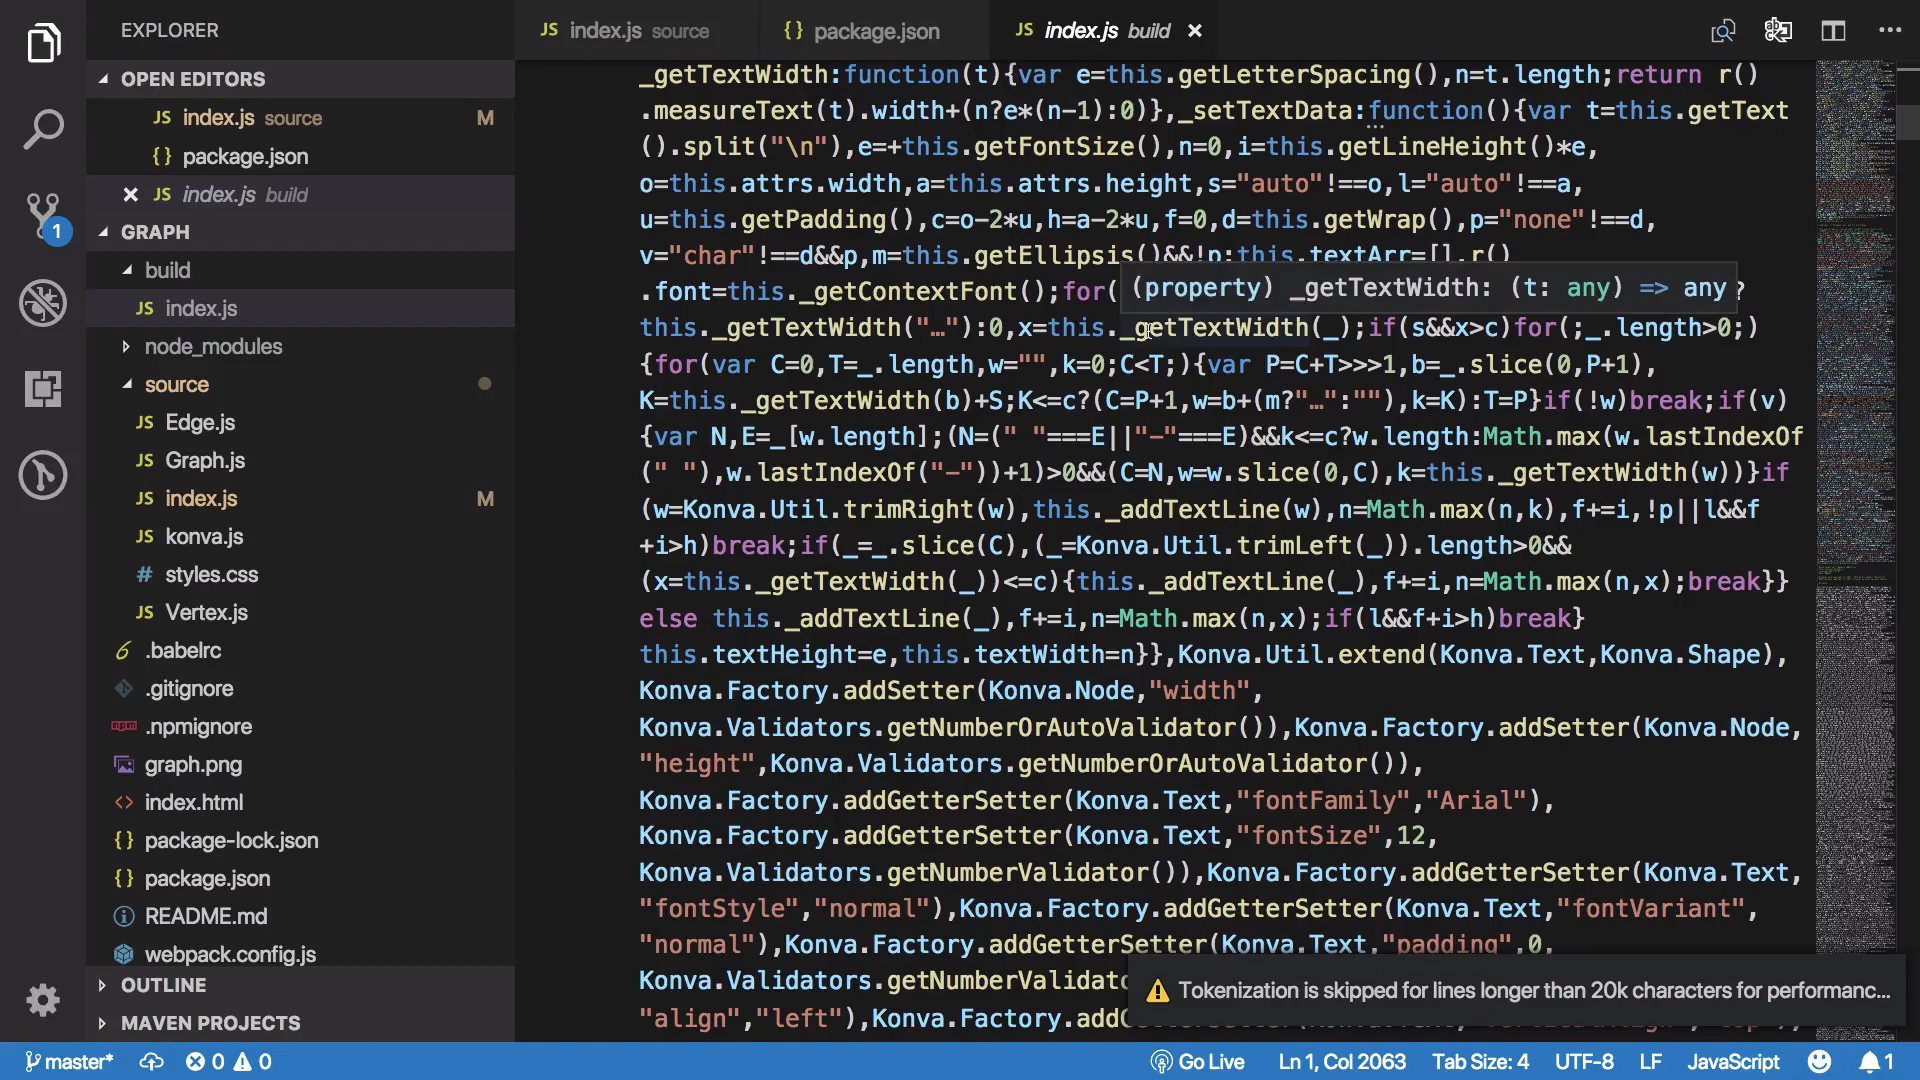 EXPLORER
OPEN EDITORS
JS index.js source M
{} package.json
JS index.js build
GRAPH
build
JS index.js
node_modules
source
JS Edge.js
JS Graph.js
JS index.js M
JS konva.js
# styles.css
JS Vertex.js
.babelrc
.gitignore
npm .npmignore
graph.png
<> index.html
{} package-lock.json
{} package.json
README.md
webpack.config.js
OUTLINE
MAVEN PROJECTS
1
JS index.js source
{} package.json
JS index.js build
_getTextWidth:function(t){var e=this.getLetterSpacing(),n=t.length;return r()
.measureText(t).width+(n?e*(n-1):0)},_setTextData:function(){var t=this.getText
().split("\n"),e=+this.getFontSize(),n=0,i=this.getLineHeight()*e,
o=this.attrs.width,a=this.attrs.height,s="auto"!==o,l="auto"!==a,
u=this.getPadding(),c=o-2*u,h=a-2*u,f=0,d=this.getWrap(),p="none"!==d,
v="char"!==d&&p,m=this.getEllipsis()&&!p;this.textArr=[],r()
.font=this._getContextFont();for(
(property) _getTextWidth: (t: any) => any
?
this._getTextWidth("…"):0,x=this._getTextWidth(_);if(s&&x>c)for(;_.length>0;)
{for(var C=0,T=_.length,w="",k=0;C<T;){var P=C+T>>>1,b=_.slice(0,P+1),
K=this._getTextWidth(b)+S;K<=c?(C=P+1,w=b+(m?"…":""),k=K):T=P}if(!w)break;if(v)
{var N,E=_[w.length];(N=(" "===E||"-"===E)&&k<=c?w.length:Math.max(w.lastIndexOf
(" "),w.lastIndexOf("-"))+1)>0&&(C=N,w=w.slice(0,C),k=this._getTextWidth(w))}if
(w=Konva.Util.trimRight(w),this._addTextLine(w),n=Math.max(n,k),f+=i,!p||l&&f
+i>h)break;if(_=_.slice(C),(_=Konva.Util.trimLeft(_)).length>0&&
(x=this._getTextWidth(_))<=c){this._addTextLine(_),f+=i,n=Math.max(n,x);break}}
else this._addTextLine(_),f+=i,n=Math.max(n,x);if(l&&f+i>h)break}
this.textHeight=e,this.textWidth=n}},Konva.Util.extend(Konva.Text,Konva.Shape),
Konva.Factory.addSetter(Konva.Node,"width",
Konva.Validators.getNumberOrAutoValidator()),Konva.Factory.addSetter(Konva.Node,
"height",Konva.Validators.getNumberOrAutoValidator()),
Konva.Factory.addGetterSetter(Konva.Text,"fontFamily","Arial"),
Konva.Factory.addGetterSetter(Konva.Text,"fontSize",12,
Konva.Validators.getNumberValidator()),Konva.Factory.addGetterSetter(Konva.Text,
"fontStyle","normal"),Konva.Factory.addGetterSetter(Konva.Text,"fontVariant",
"normal"),Konva.Factory.addGetterSetter(Konva.Text,"padding",0,
Konva.Validators.getNumberValidato
"align","left"),Konva.Factory.add
Tokenization is skipped for lines longer than 20k characters for performanc...
master* 0 0 Go Live Ln 1, Col 2063 Tab Size: 4 UTF-8 LF JavaScript 1